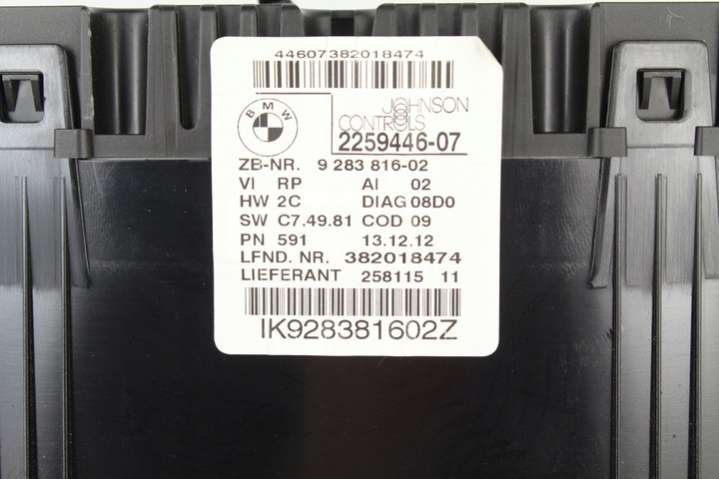 44607382018474
BMW
JOHNSON
CONTROLS
2259446-07
ZB-NR. 9 283 816-02
VI RP AI 02
HW 2C DIAG 08D0
SW C7.49.81 COD 09
PN 591 13.12.12
LFND. NR. 382018474
LIEFERANT 258115 11
IK928381602Z